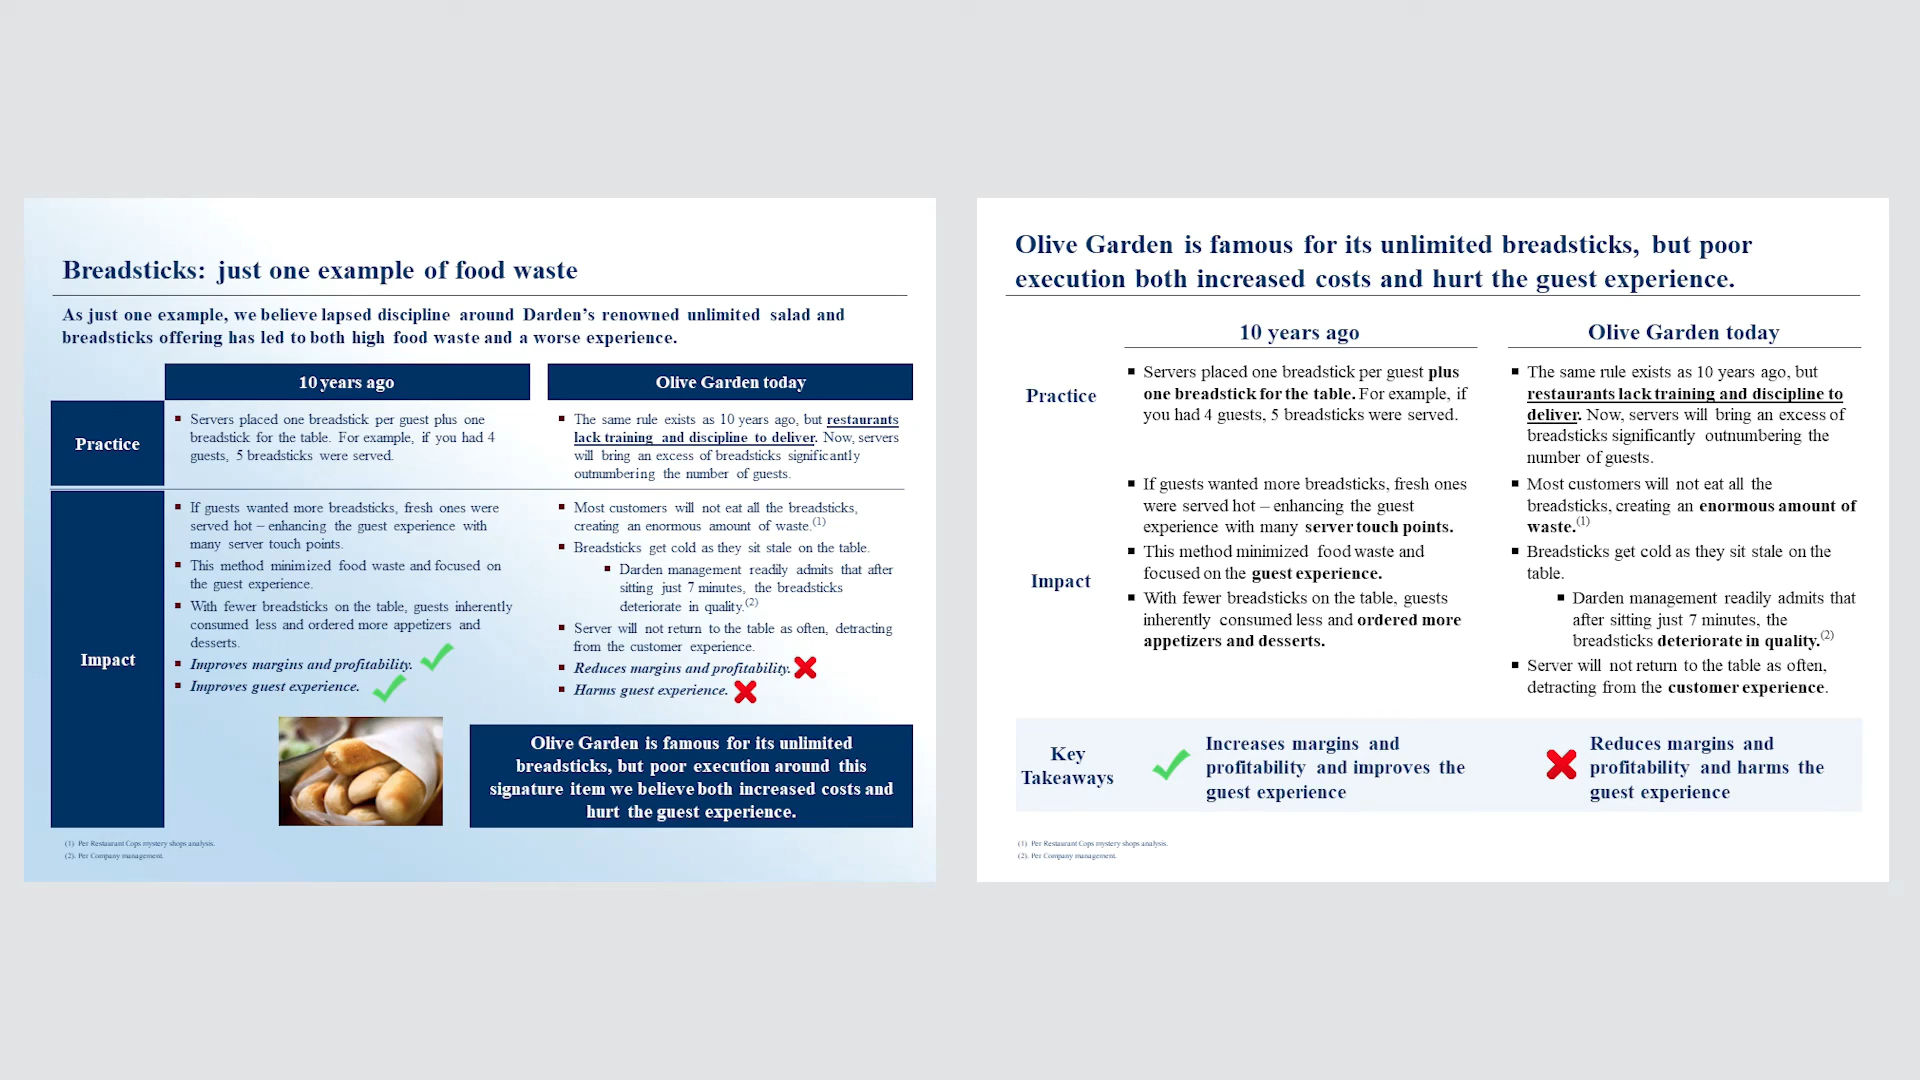 Breadsticks: just one example of food waste
As just one example, we believe lapsed discipline around Darden's renowned unlimited salad and
breadsticks offering has led to both high food waste and a worse experience.
10 years ago
Olive Garden today
Practice
▪ Servers placed one breadstick per guest plus one
breadstick for the table. For example, if you had 4
guests, 5 breadsticks were served.
▪ The same rule exists as 10 years ago, but restaurants
lack training and discipline to deliver. Now, servers
will bring an excess of breadsticks significantly
outnumbering the number of guests.
Impact
▪ If guests wanted more breadsticks, fresh ones were
served hot – enhancing the guest experience with
many server touch points.
▪ This method minimized food waste and focused on
the guest experience.
▪ With fewer breadsticks on the table, guests inherently
consumed less and ordered more appetizers and
desserts.
▪ Improves margins and profitability.
▪ Improves guest experience.
▪ Most customers will not eat all the breadsticks,
creating an enormous amount of waste.(1)
▪ Breadsticks get cold as they sit stale on the table.
▪ Darden management readily admits that after
sitting just 7 minutes, the breadsticks
deteriorate in quality.(2)
▪ Server will not return to the table as often, detracting
from the customer experience.
▪ Reduces margins and profitability.
▪ Harms guest experience.
Olive Garden is famous for its unlimited
breadsticks, but poor execution around this
signature item we believe both increased costs and
hurt the guest experience.
(1) Per Restaurant Cops mystery shops analysis.
(2). Per Company management.
Olive Garden is famous for its unlimited breadsticks, but poor
execution both increased costs and hurt the guest experience.
10 years ago
Olive Garden today
Practice
▪ Servers placed one breadstick per guest plus
one breadstick for the table. For example, if
you had 4 guests, 5 breadsticks were served.
▪ The same rule exists as 10 years ago, but
restaurants lack training and discipline to
deliver. Now, servers will bring an excess of
breadsticks significantly outnumbering the
number of guests.
Impact
▪ If guests wanted more breadsticks, fresh ones
were served hot – enhancing the guest
experience with many server touch points.
▪ This method minimized food waste and
focused on the guest experience.
▪ With fewer breadsticks on the table, guests
inherently consumed less and ordered more
appetizers and desserts.
▪ Most customers will not eat all the
breadsticks, creating an enormous amount of
waste.(1)
▪ Breadsticks get cold as they sit stale on the
table.
▪ Darden management readily admits that
after sitting just 7 minutes, the
breadsticks deteriorate in quality.(2)
▪ Server will not return to the table as often,
detracting from the customer experience.
Key
Takeaways
Increases margins and
profitability and improves the
guest experience
Reduces margins and
profitability and harms the
guest experience
(1) Per Restaurant Cops mystery shops analysis.
(2). Per Company management.